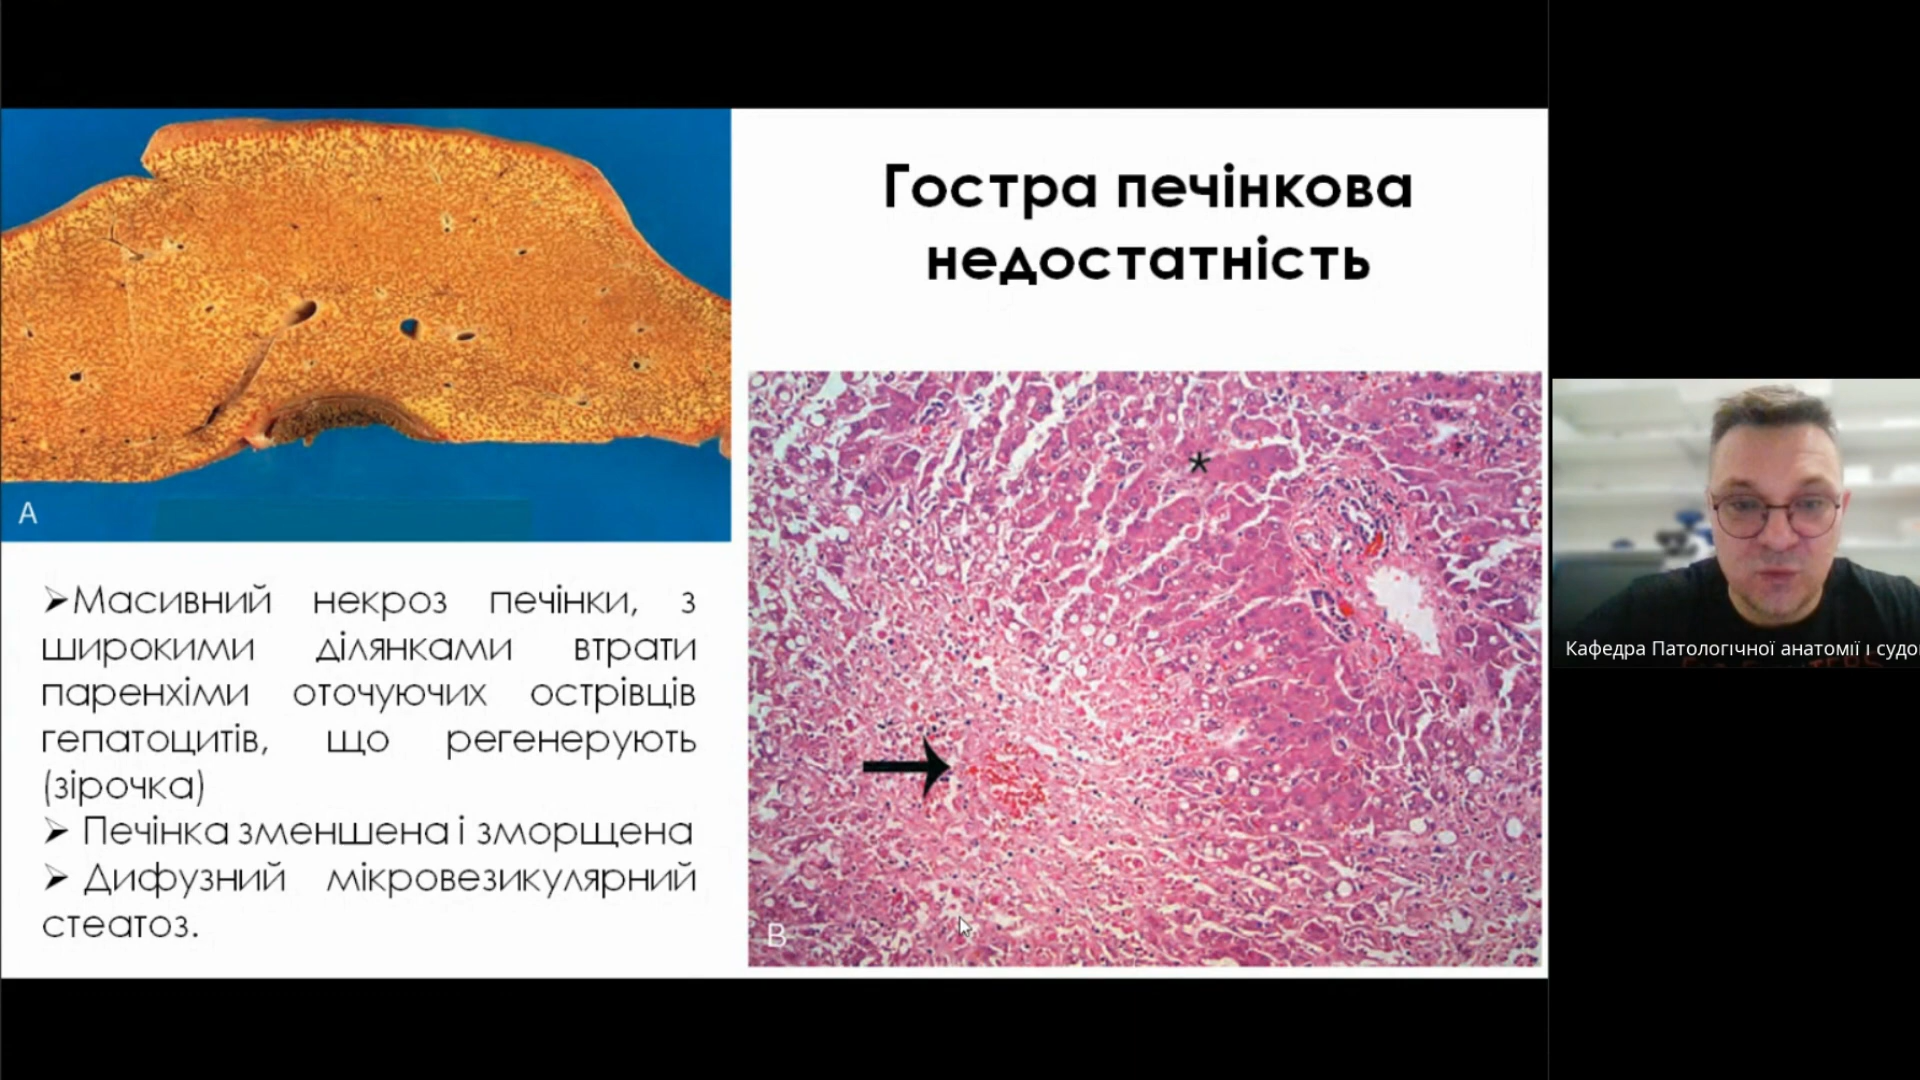 Гостра печінкова
недостатність
A
➢Масивний некроз печінки, з
широкими ділянками втрати
паренхіми оточуючих острівців
гепатоцитів, що регенерують
(зірочка)
➢ Печінка зменшена і зморщена
➢ Дифузний мікровезикулярний
стеатоз.
*
B
Кафедра Патологічної анатомії і судо